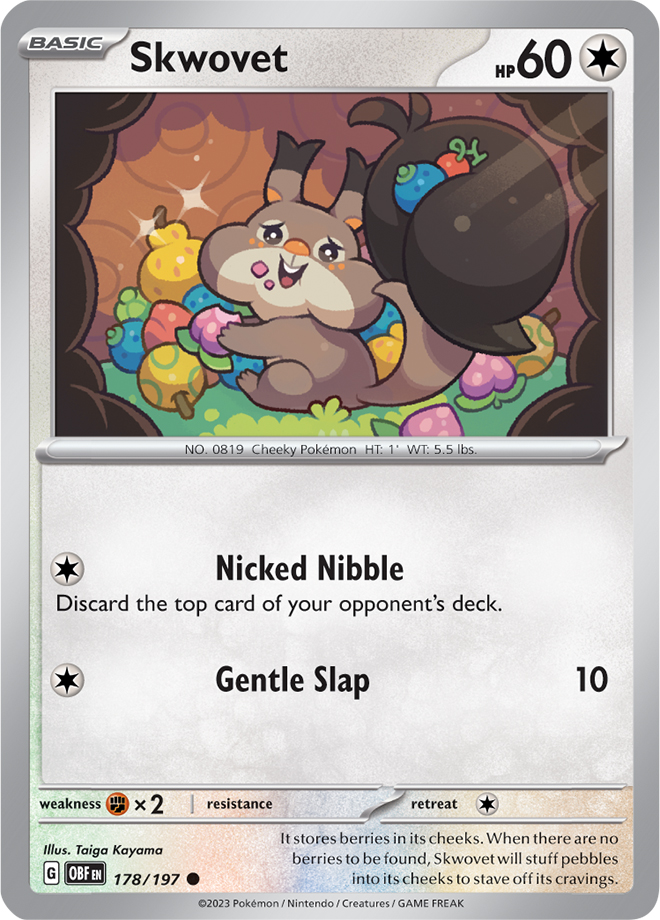 BASIC
Skwovet
HP 60
NO. 0819 Cheeky Pokémon HT: 1' WT: 5.5 lbs.
Nicked Nibble
Discard the top card of your opponent's deck.
Gentle Slap 10
weakness ×2 resistance retreat
Illus. Taiga Kayama
It stores berries in its cheeks. When there are no
berries to be found, Skwovet will stuff pebbles
into its cheeks to stave off its cravings.
G OBF EN 178/197
©2023 Pokémon / Nintendo / Creatures / GAME FREAK